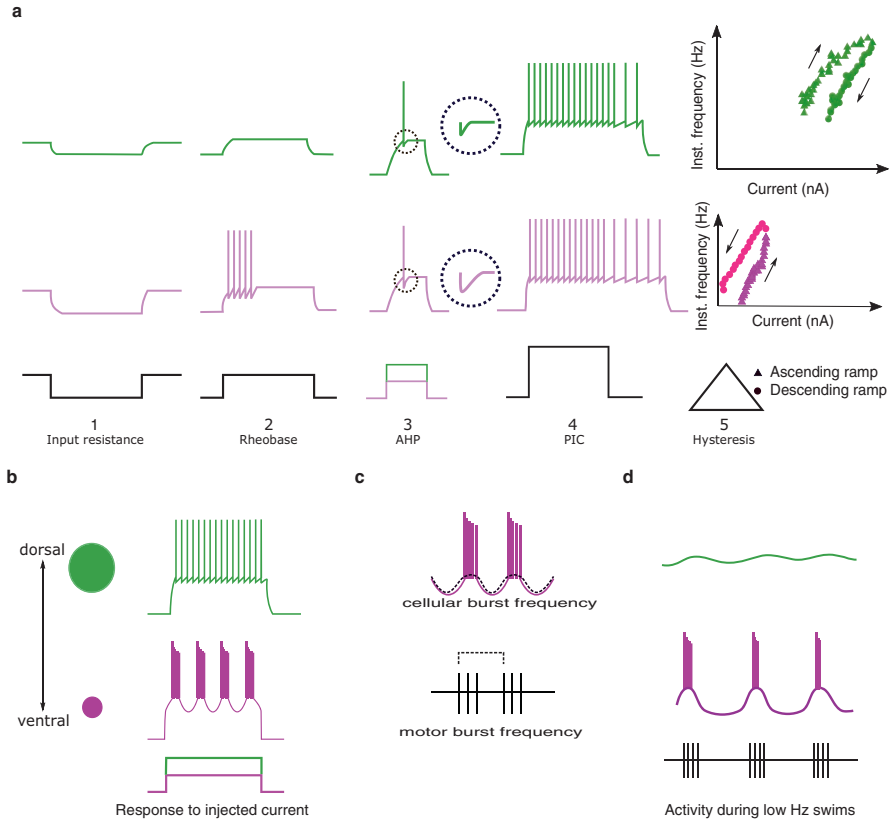 a
Inst. frequency (Hz)
Current (nA)
Inst. frequency (Hz)
Current (nA)
Ascending ramp
Descending ramp
1
Input resistance
2
Rheobase
3
AHP
4
PIC
5
Hysteresis
b
dorsal
ventral
Response to injected current
c
cellular burst frequency
motor burst frequency
d
Activity during low Hz swims